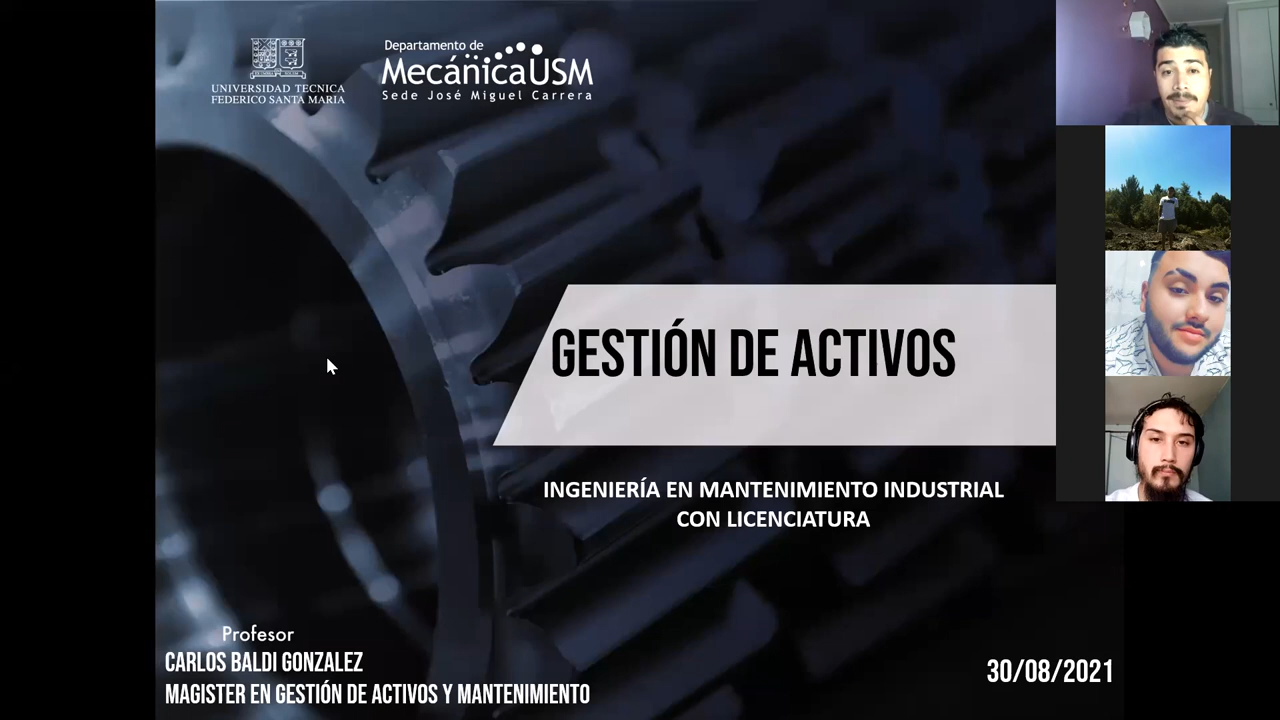 UNIVERSIDAD TECNICA
FEDERICO SANTA MARIA
Departamento de
MecánicaUSM
Sede José Miguel Carrera
GESTIÓN DE ACTIVOS
INGENIERÍA EN MANTENIMIENTO INDUSTRIAL
CON LICENCIATURA
Profesor
CARLOS BALDI GONZALEZ
MAGISTER EN GESTIÓN DE ACTIVOS Y MANTENIMIENTO
30/08/2021